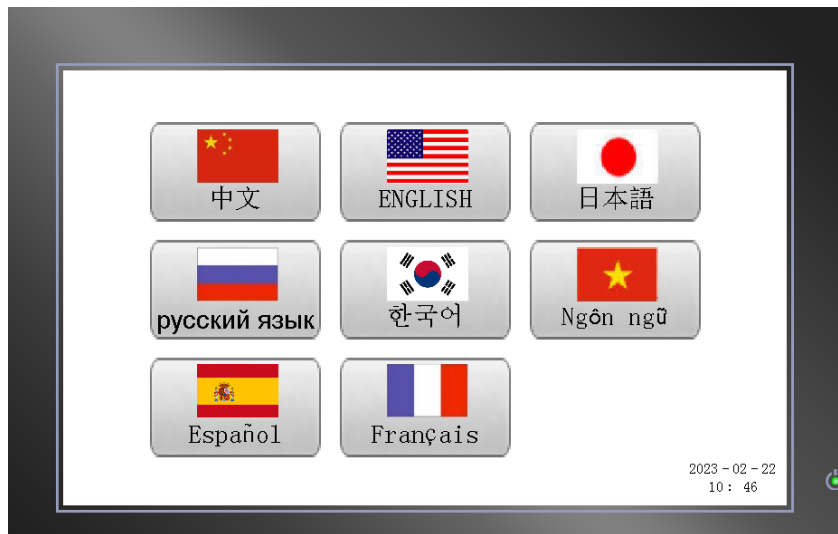 中文
ENGLISH
日本語
русский язык
한국어
Ngôn ngữ
Español
Français
2023-02-22
10: 46